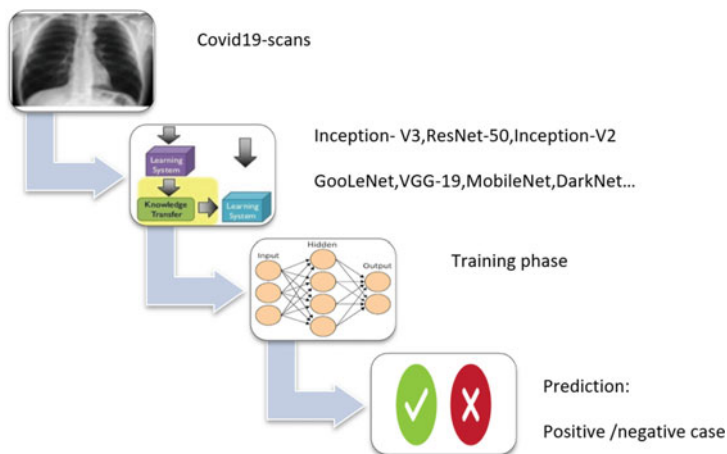 Covid19-scans
Inception- V3,ResNet-50,Inception-V2
GooLeNet,VGG-19,MobileNet,DarkNet...
Learning
System
Knowledge
Transfer
Learning
System
Training phase
Input
Hidden
Output
Prediction:
Positive /negative case